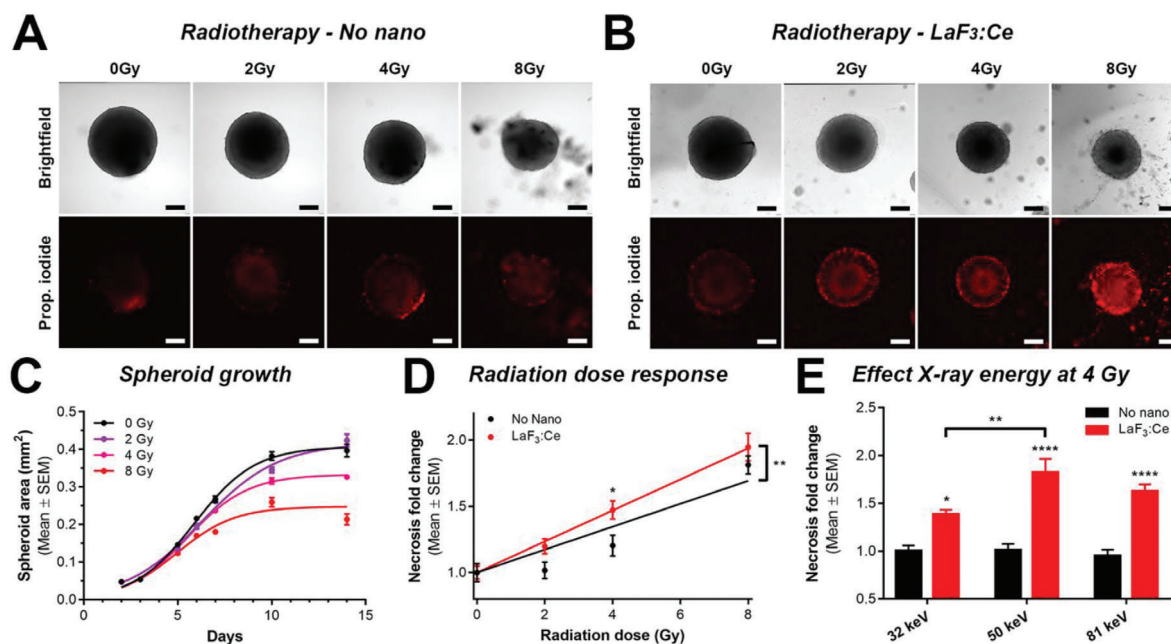 A
Radiotherapy - No nano
0Gy 2Gy 4Gy 8Gy
Brightfield
Prop. iodide
B
Radiotherapy - LaF₃:Ce
0Gy 2Gy 4Gy 8Gy
Brightfield
Prop. iodide
C
Spheroid growth
Spheroid area (mm²)
(Mean ± SEM)
0.5
0.4
0.3
0.2
0.1
0.0
0 Gy
2 Gy
4 Gy
8 Gy
0 5 10 15
Days
D
Radiation dose response
Necrosis fold change
(Mean ± SEM)
2.0
1.5
1.0
No Nano
LaF₃:Ce
*
**
0 2 4 6 8
Radiation dose (Gy)
E
Effect X-ray energy at 4 Gy
Necrosis fold change
(Mean ± SEM)
2.5
2.0
1.5
1.0
0.5
No nano
LaF₃:Ce
**
*
****
****
32 keV
50 keV
81 keV